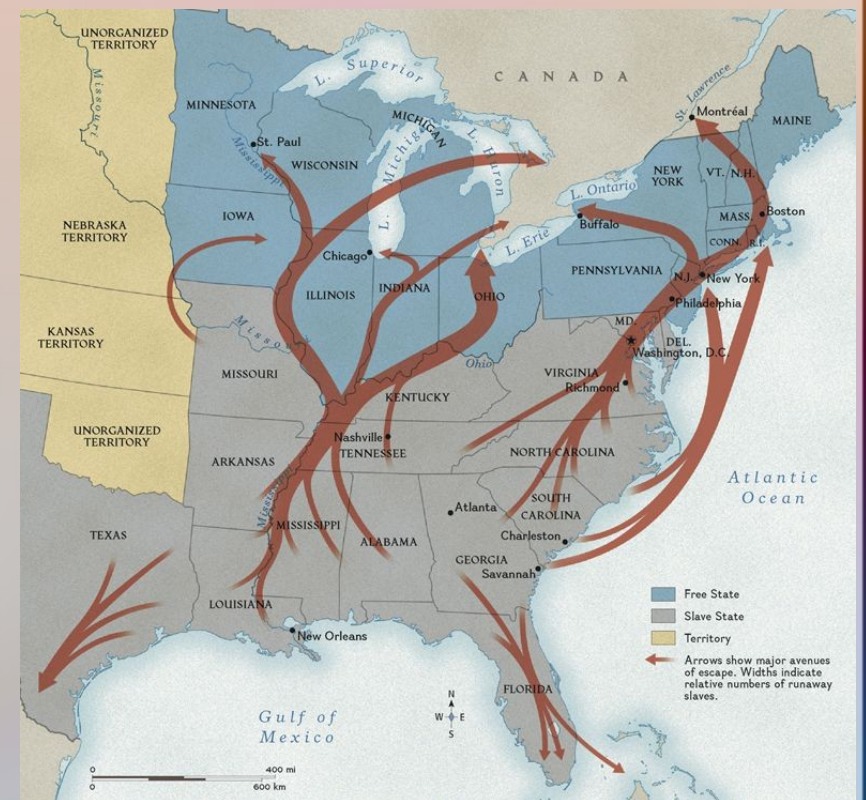 UNORGANIZED
TERRITORY
Missouri
L. Superior
CANADA
St. Lawrence
Montréal
MAINE
MINNESOTA
St. Paul
Mississippi
WISCONSIN
MICHIGAN
L. Michigan
L. Huron
L. Ontario
NEW
YORK
VT.
N.H.
MASS.
Boston
CONN.
R.I.
Buffalo
L. Erie
NEBRASKA
TERRITORY
IOWA
Chicago
ILLINOIS
INDIANA
OHIO
PENNSYLVANIA
N.J.
New York
Philadelphia
MD.
DEL.
Washington, D.C.
KANSAS
TERRITORY
Missouri
MISSOURI
Ohio
KENTUCKY
VIRGINIA
Richmond
UNORGANIZED
TERRITORY
ARKANSAS
Nashville
TENNESSEE
NORTH CAROLINA
Mississippi
MISSISSIPPI
ALABAMA
Atlanta
SOUTH
CAROLINA
Charleston
GEORGIA
Savannah
Atlantic
Ocean
TEXAS
LOUISIANA
New Orleans
FLORIDA
Gulf of
Mexico
N
W E
S
0 400 mi
0 600 km
Free State
Slave State
Territory
Arrows show major avenues
of escape. Widths indicate
relative numbers of runaway
slaves.